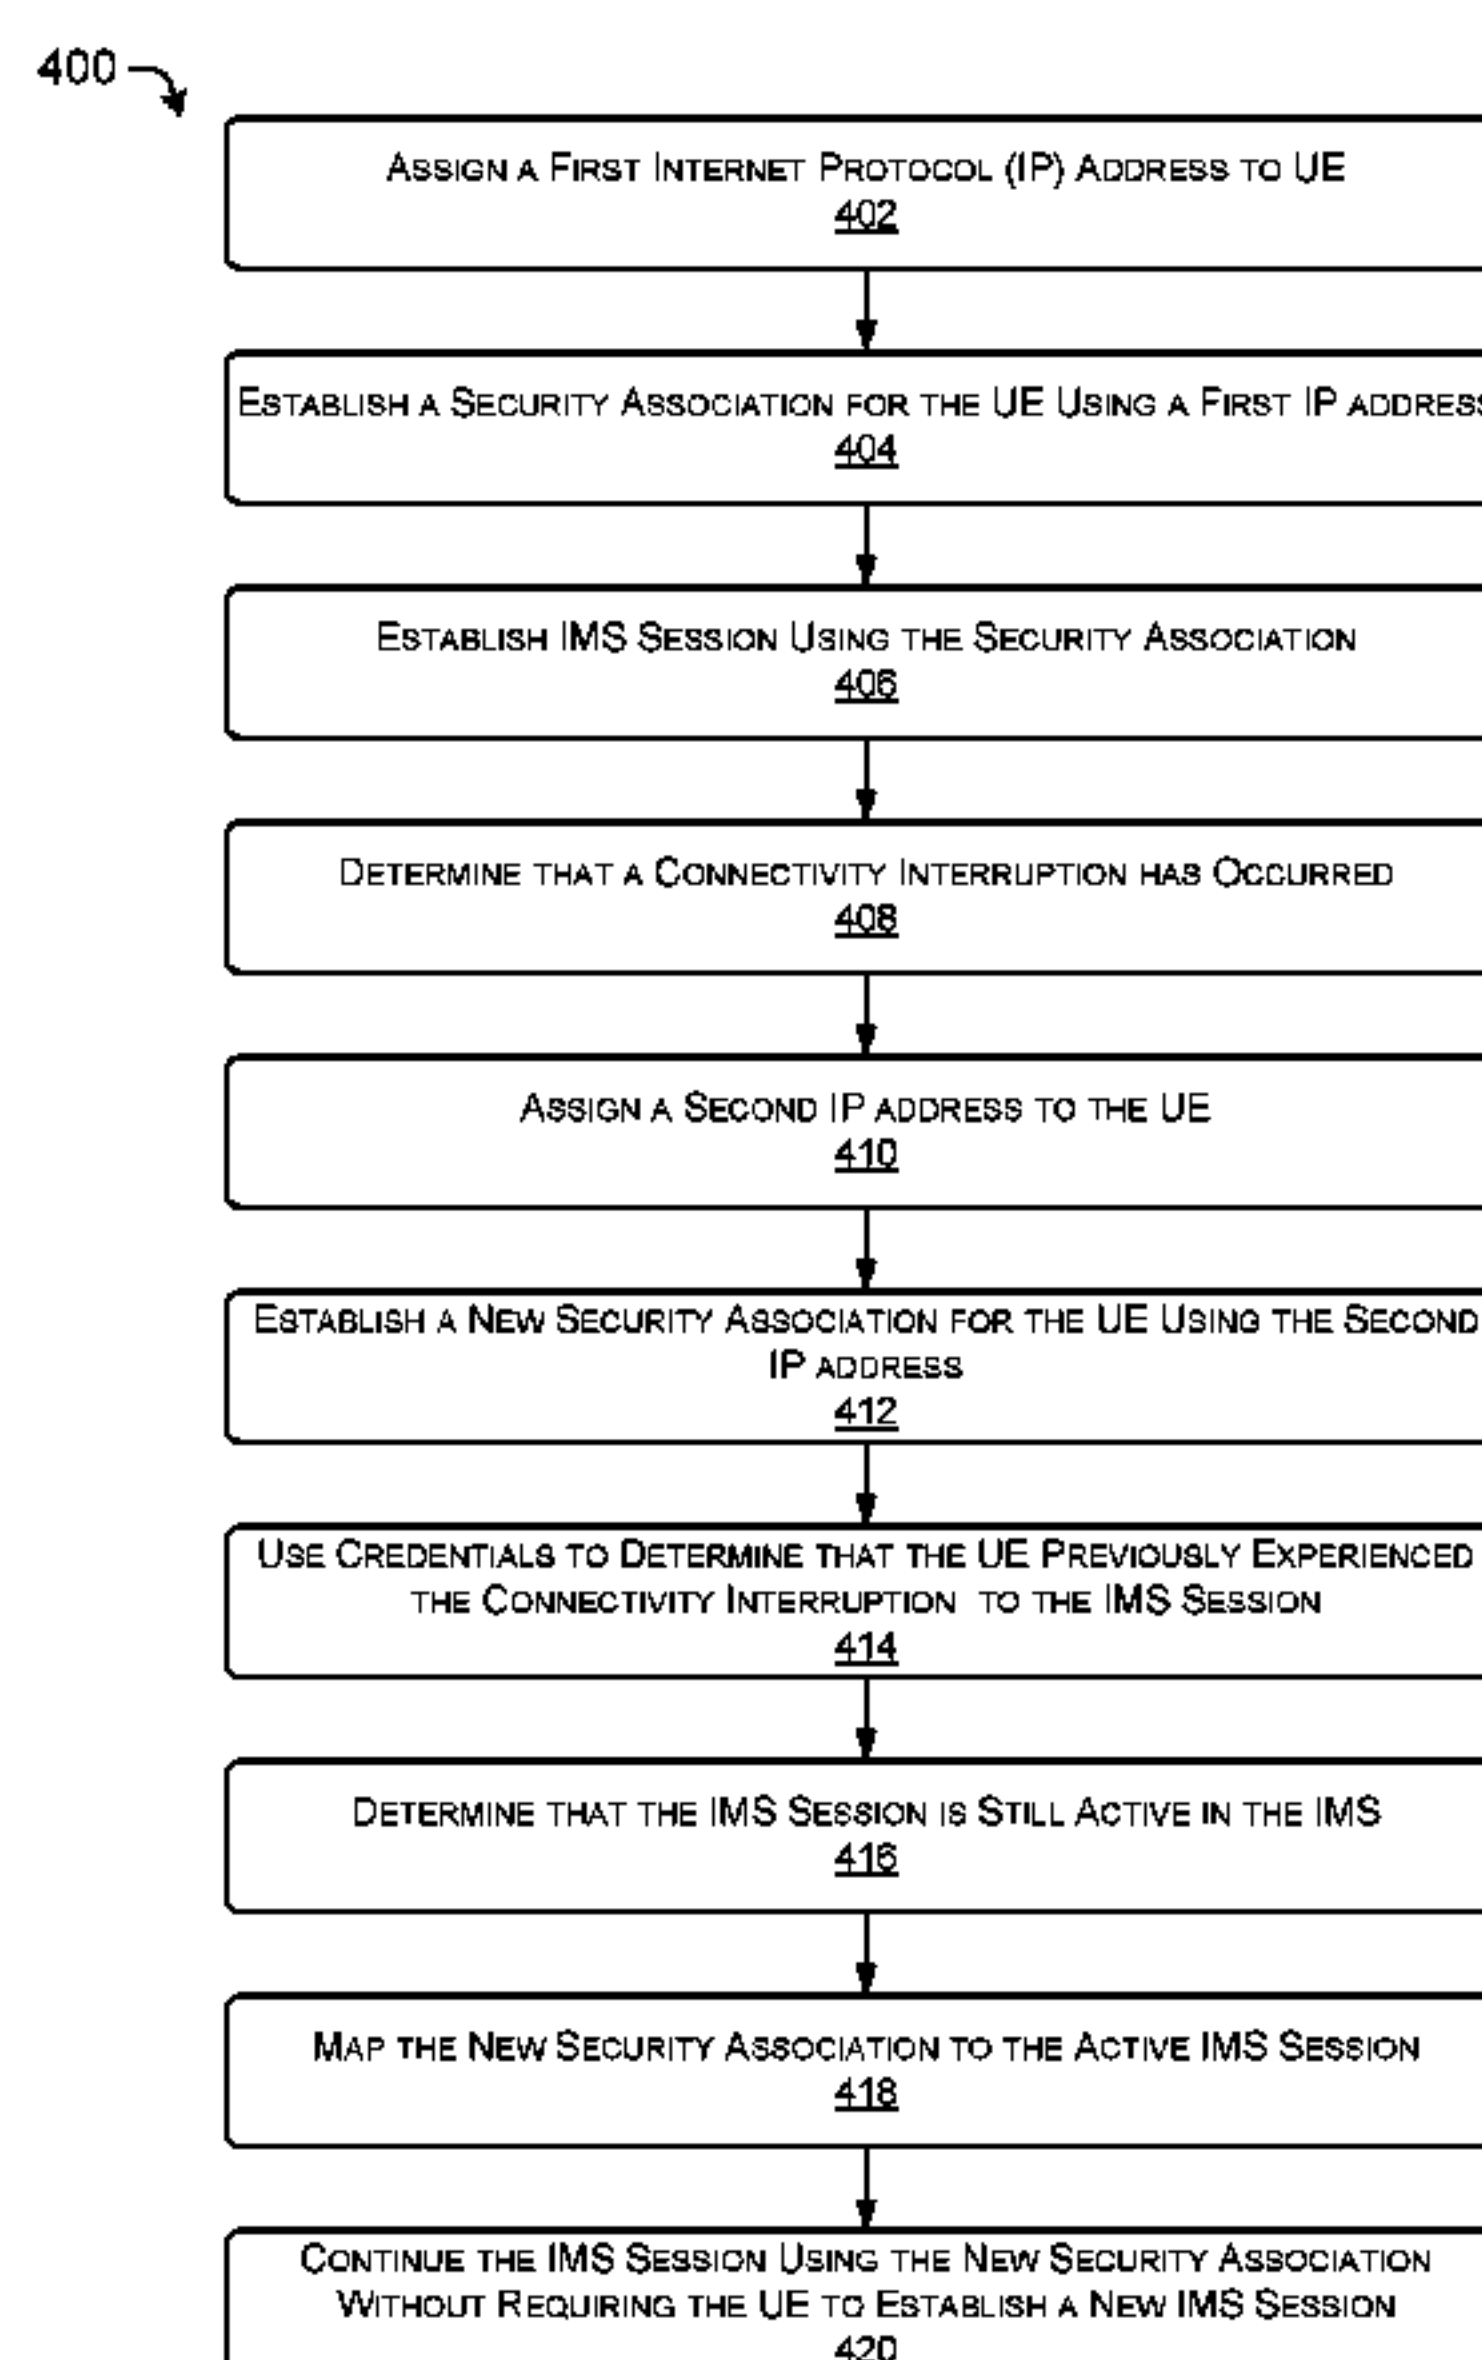 400
ASSIGN A FIRST INTERNET PROTOCOL (IP) ADDRESS TO UE
402
ESTABLISH A SECURITY ASSOCIATION FOR THE UE USING A FIRST IP ADDRESS
404
ESTABLISH IMS SESSION USING THE SECURITY ASSOCIATION
406
DETERMINE THAT A CONNECTIVITY INTERRUPTION HAS OCCURRED
408
ASSIGN A SECOND IP ADDRESS TO THE UE
410
ESTABLISH A NEW SECURITY ASSOCIATION FOR THE UE USING THE SECOND
IP ADDRESS
412
USE CREDENTIALS TO DETERMINE THAT THE UE PREVIOUSLY EXPERIENCED
THE CONNECTIVITY INTERRUPTION TO THE IMS SESSION
414
DETERMINE THAT THE IMS SESSION IS STILL ACTIVE IN THE IMS
416
MAP THE NEW SECURITY ASSOCIATION TO THE ACTIVE IMS SESSION
418
CONTINUE THE IMS SESSION USING THE NEW SECURITY ASSOCIATION
WITHOUT REQUIRING THE UE TO ESTABLISH A NEW IMS SESSION
420